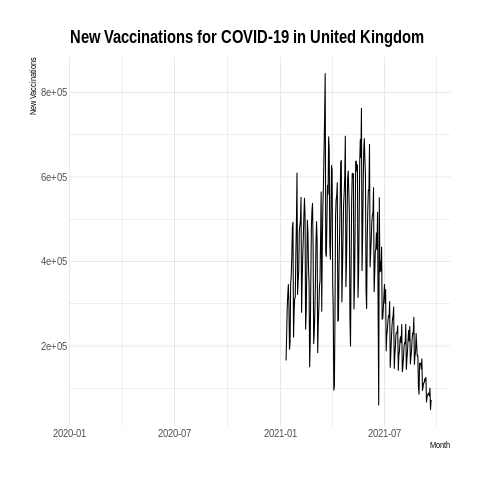 New Vaccinations for COVID-19 in United Kingdom
New Vaccinations
8e+05
6e+05
4e+05
2e+05
2020-01 2020-07 2021-01 2021-07
Month